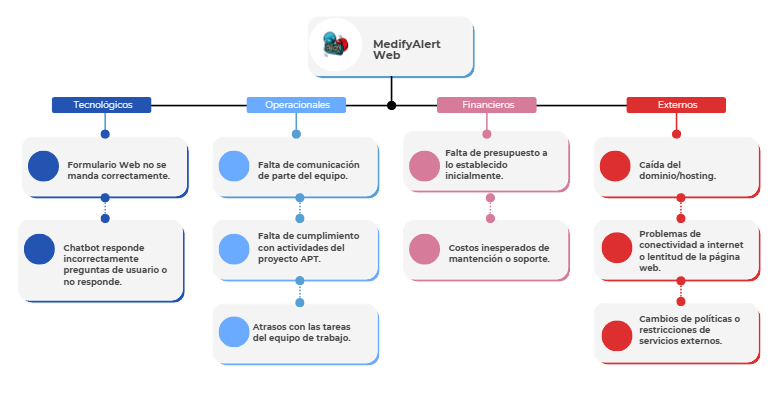 MedifyAlert
Web
Tecnológicos
Operacionales
Financieros
Externos
Formulario Web no se
manda correctamente.
Chatbot responde
incorrectamente
preguntas de usuario o
no responde.
Falta de comunicación
de parte del equipo.
Falta de cumplimiento
con actividades del
proyecto APT.
Atrasos con las tareas
del equipo de trabajo.
Falta de presupuesto a
lo establecido
inicialmente.
Costos inesperados de
mantención o soporte.
Caída del
dominio/hosting.
Problemas de
conectividad a internet
o lentitud de la página
web.
Cambios de políticas o
restricciones de
servicios externos.